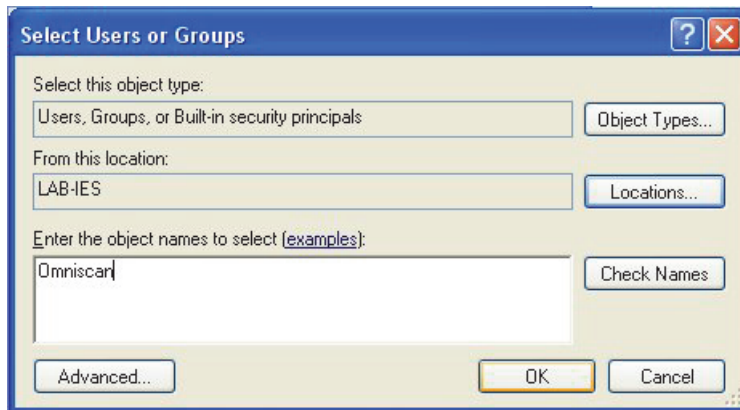 Select Users or Groups
Select this object type:
Users, Groups, or Built-in security principals
Object Types...
From this location:
LAB-IES
Locations...
Enter the object names to select (examples):
Omniscan
Check Names
Advanced...
OK
Cancel